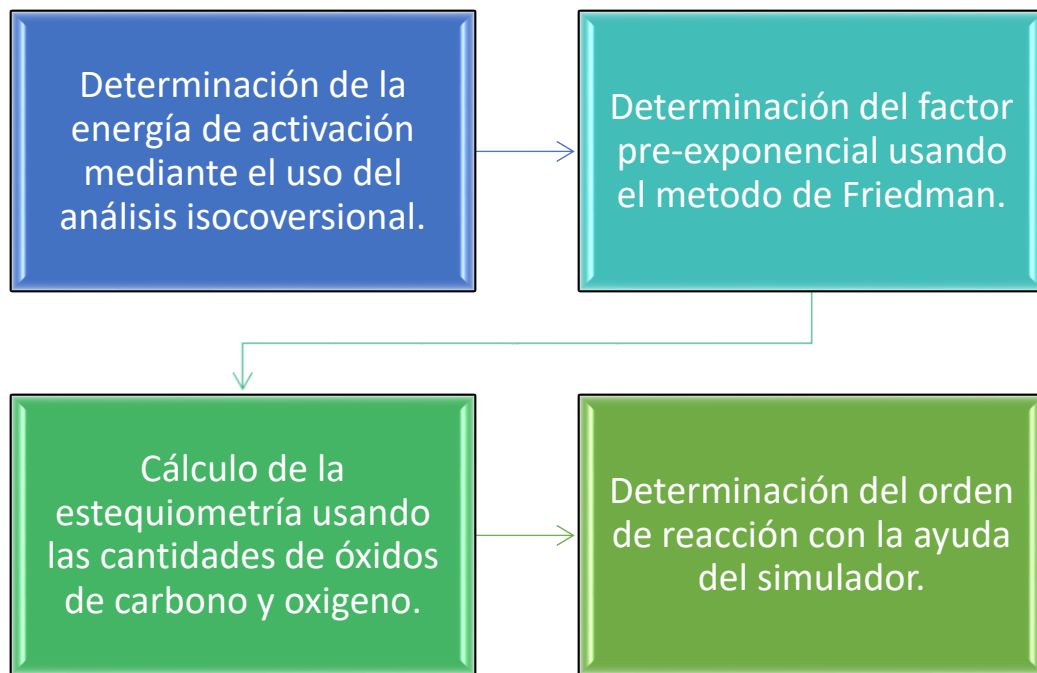 Determinación de la
energía de activación
mediante el uso del
análisis isocoversional.
Determinación del factor
pre-exponencial usando
el metodo de Friedman.
Cálculo de la
estequiometría usando
las cantidades de óxidos
de carbono y oxigeno.
Determinación del orden
de reacción con la ayuda
del simulador.